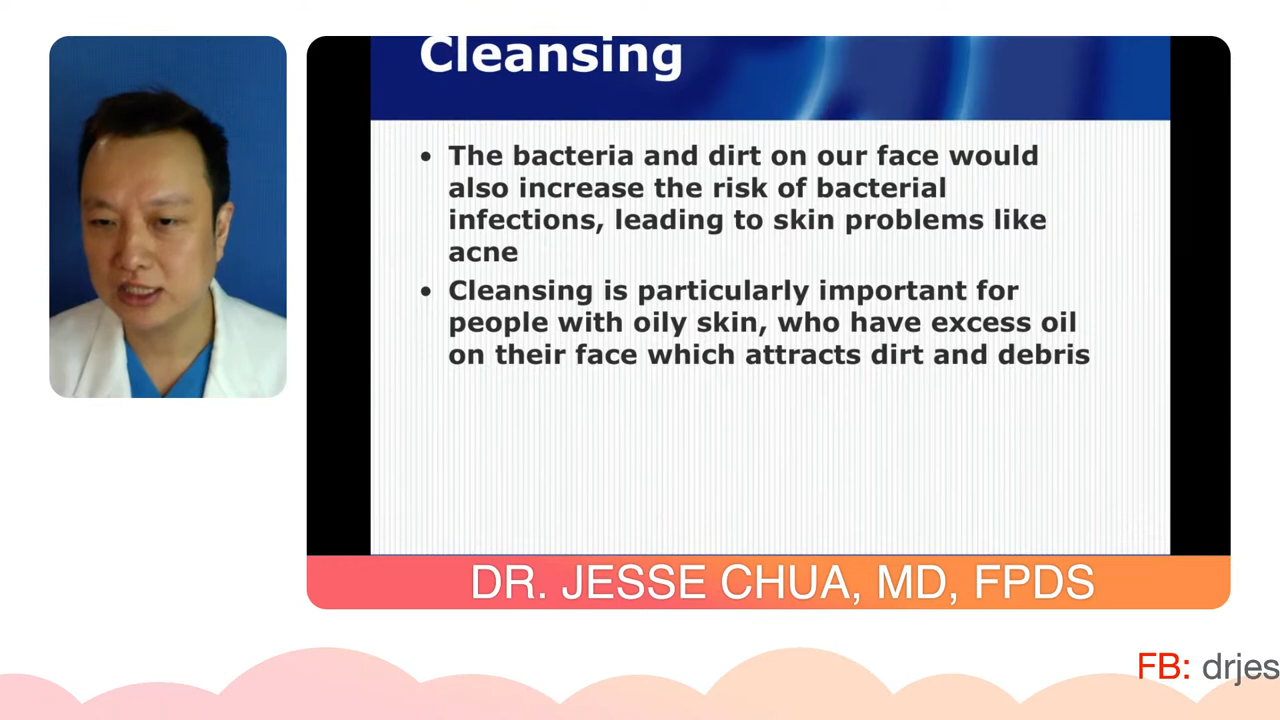 Cleansing
• The bacteria and dirt on our face would
also increase the risk of bacterial
infections, leading to skin problems like
acne
• Cleansing is particularly important for
people with oily skin, who have excess oil
on their face which attracts dirt and debris
DR. JESSE CHUA, MD, FPDS
FB: drjes